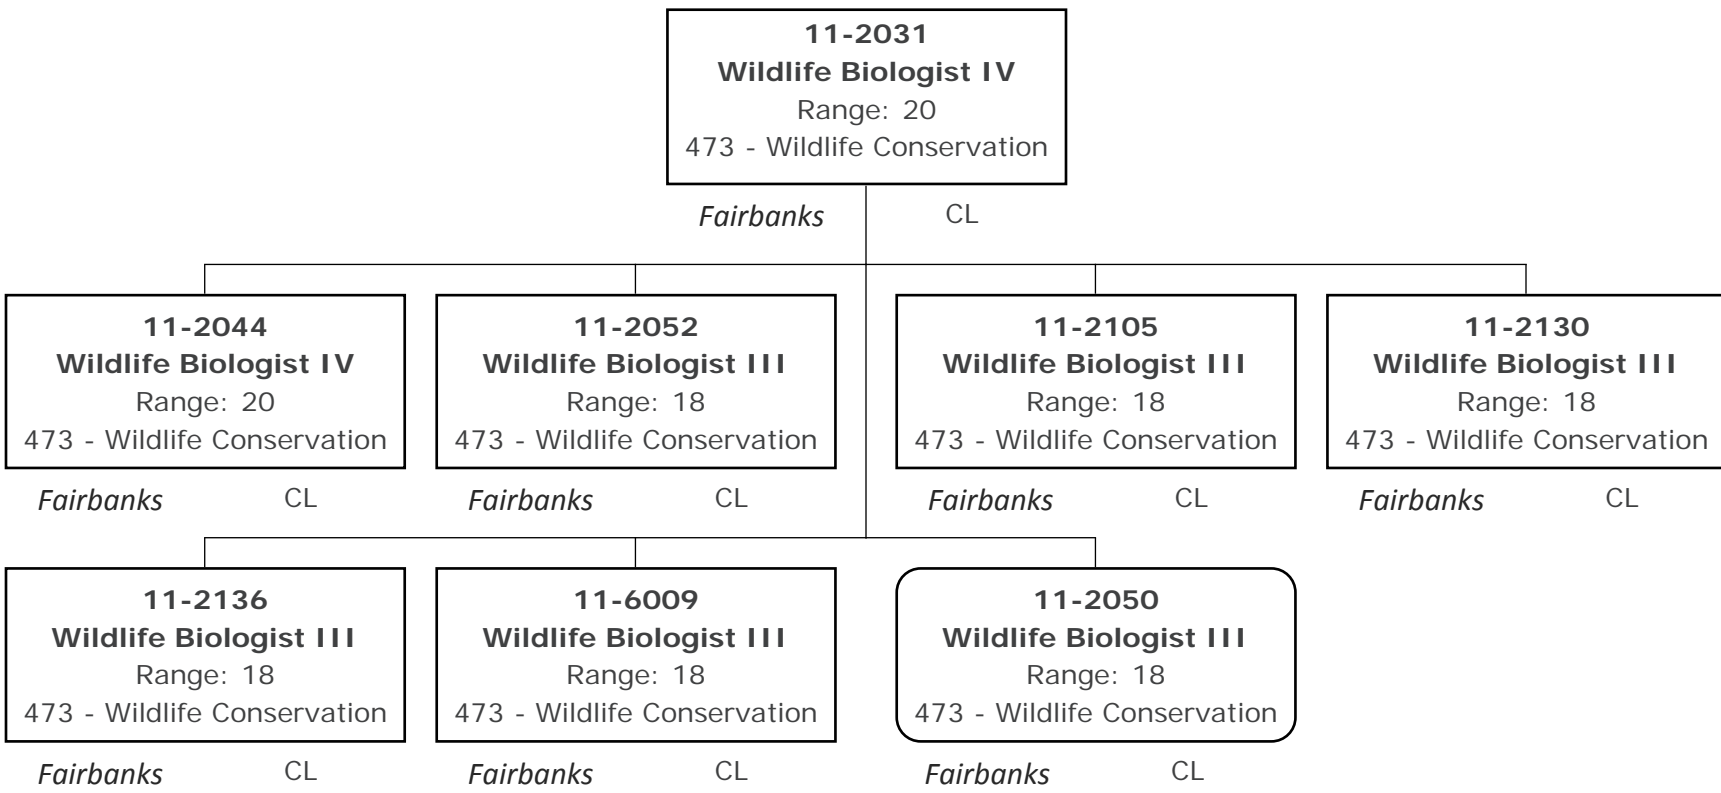 11-2031
Wildlife Biologist IV
Range: 20
473 - Wildlife Conservation
Fairbanks CL
11-2044
Wildlife Biologist IV
Range: 20
473 - Wildlife Conservation
Fairbanks CL
11-2052
Wildlife Biologist III
Range: 18
473 - Wildlife Conservation
Fairbanks CL
11-2105
Wildlife Biologist III
Range: 18
473 - Wildlife Conservation
Fairbanks CL
11-2130
Wildlife Biologist III
Range: 18
473 - Wildlife Conservation
Fairbanks CL
11-2136
Wildlife Biologist III
Range: 18
473 - Wildlife Conservation
Fairbanks CL
11-6009
Wildlife Biologist III
Range: 18
473 - Wildlife Conservation
Fairbanks CL
11-2050
Wildlife Biologist III
Range: 18
473 - Wildlife Conservation
Fairbanks CL